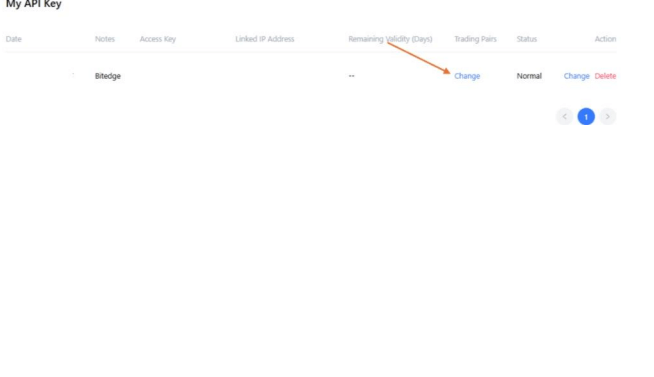 My API Key
Date Notes Access Key Linked IP Address Remaining Validity (Days) Trading Pairs Status Action
Bitedge -- Change Normal Change Delete
< 1 >